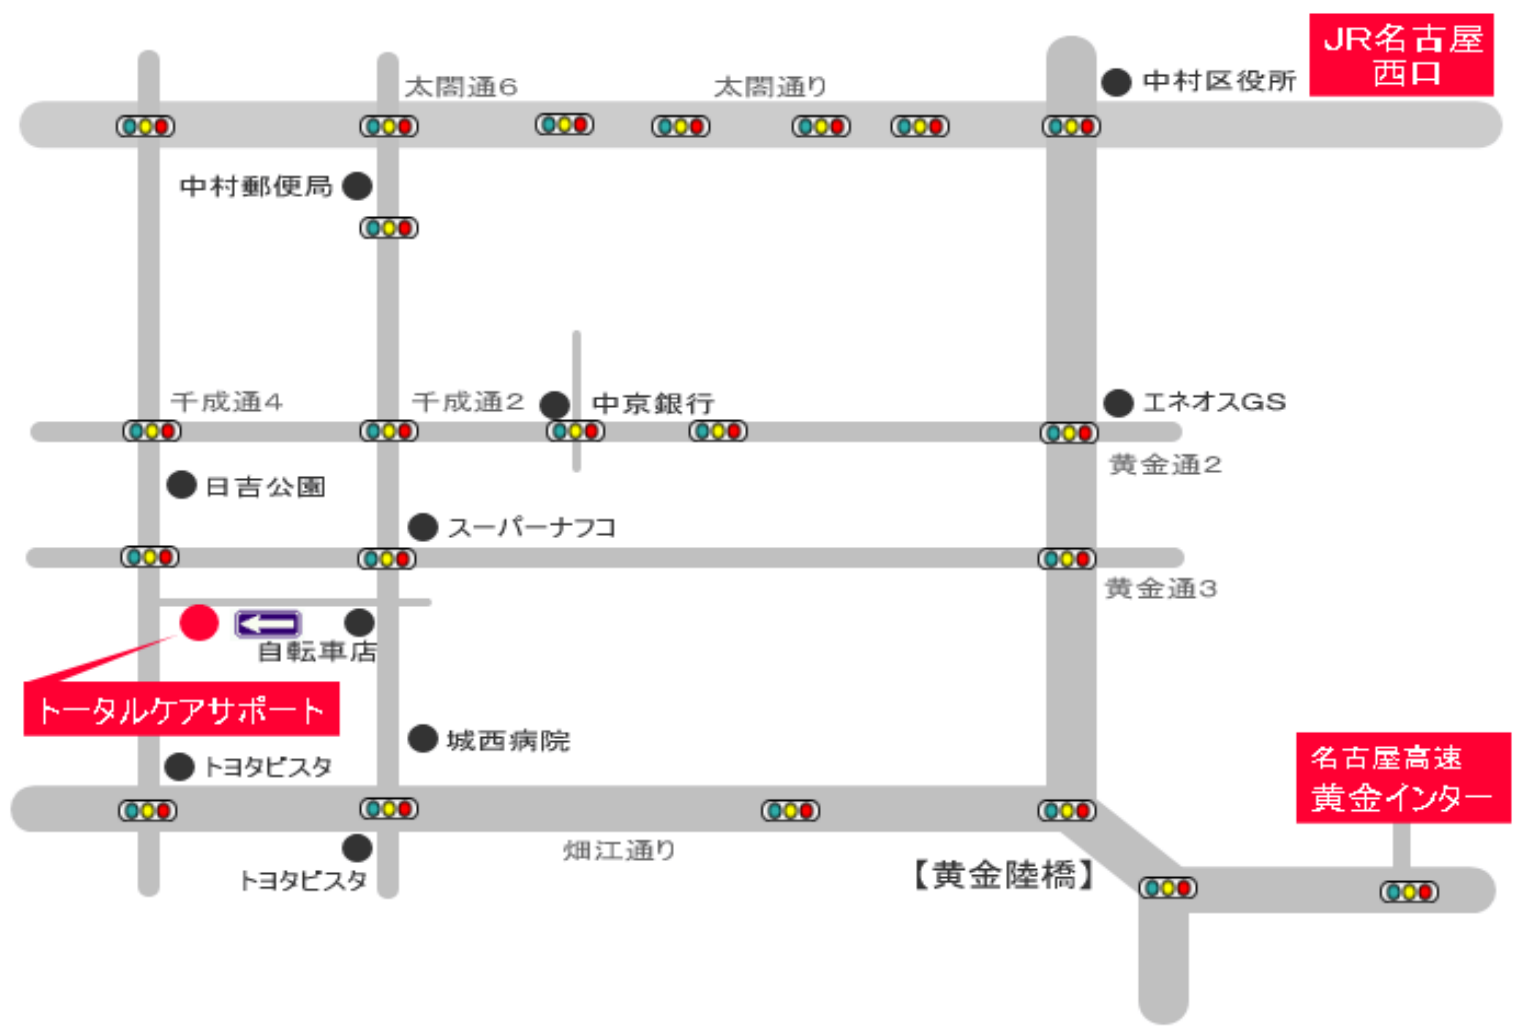 JR名古屋
西口
中村区役所
太閤通6
太閤通り
中村郵便局
千成通4
千成通2
中京銀行
エネオスGS
黄金通2
日吉公園
スーパーナフコ
黄金通3
自転車店
トータルケアサポート
城西病院
トヨタビスタ
名古屋高速
黄金インター
畑江通り
【黄金陸橋】
トヨタビスタ